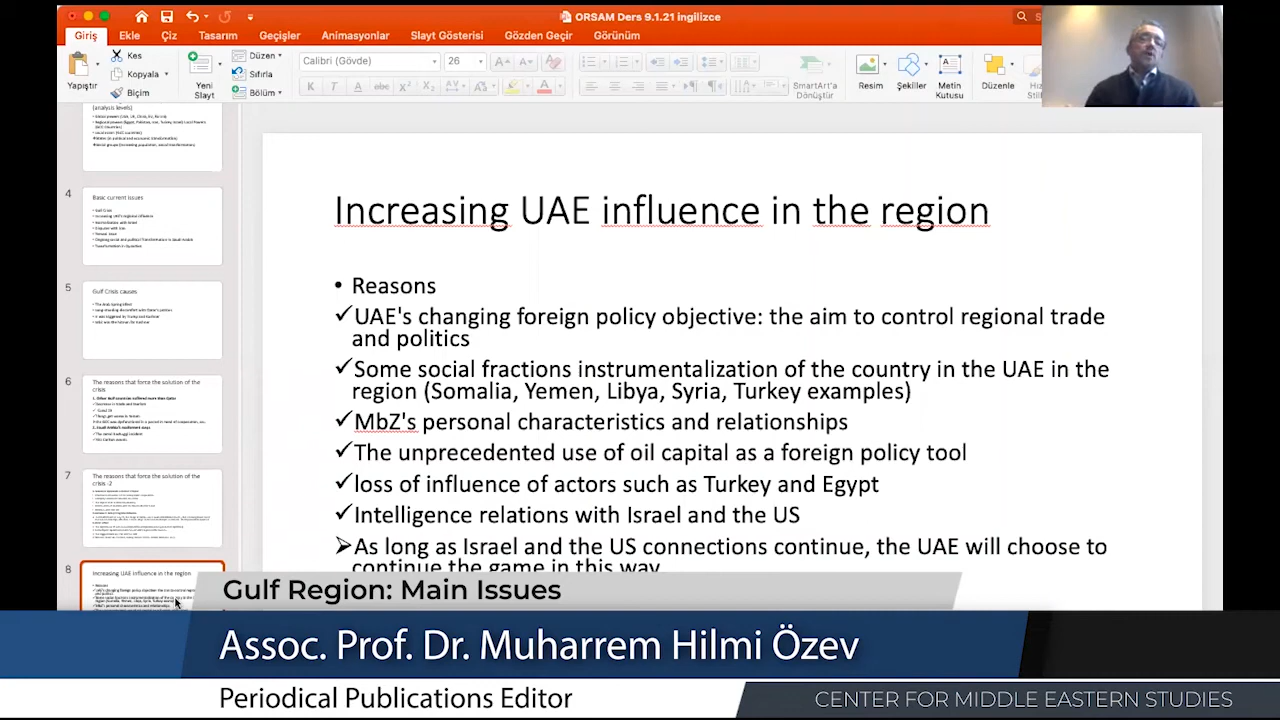 ORSAM Ders 9.1.21 ingilizce
Giriş Ekle Çiz Tasarım Geçişler Animasyonlar Slayt Gösterisi Gözden Geçir Görünüm
Yapıştır
Kes
Kopyala
Biçim
Yeni
Slayt
Düzen
Sıfırla
Bölüm
Calibri (Gövde) 26
SmartArt'a
Dönüştür
Resim
Şekiller
Metin
Kutusu
Düzenle
4
Basic current issues
5
Gulf Crisis causes
6
The reasons that force the solution of the
crisis
7
The reasons that force the solution of the
crisis -2
8
Increasing UAE influence in the region
Increasing UAE influence in the region
• Reasons
✓UAE's changing foreign policy objective: the aim to control regional trade
and politics
✓Some social fractions instrumentalization of the country in the UAE in the
region (Somalia, Yemen, Libya, Syria, Turkey examples)
✓MbZ's personal characteristics and relationships
✓The unprecedented use of oil capital as a foreign policy tool
✓loss of influence of actors such as Turkey and Egypt
✓Intelligence relation with Israel and the US
➢As long as Israel and the US connections continue, the UAE will choose to
continue the game in this way
Gulf Region: Main Issues
Assoc. Prof. Dr. Muharrem Hilmi Özev
Periodical Publications Editor
CENTER FOR MIDDLE EASTERN STUDIES